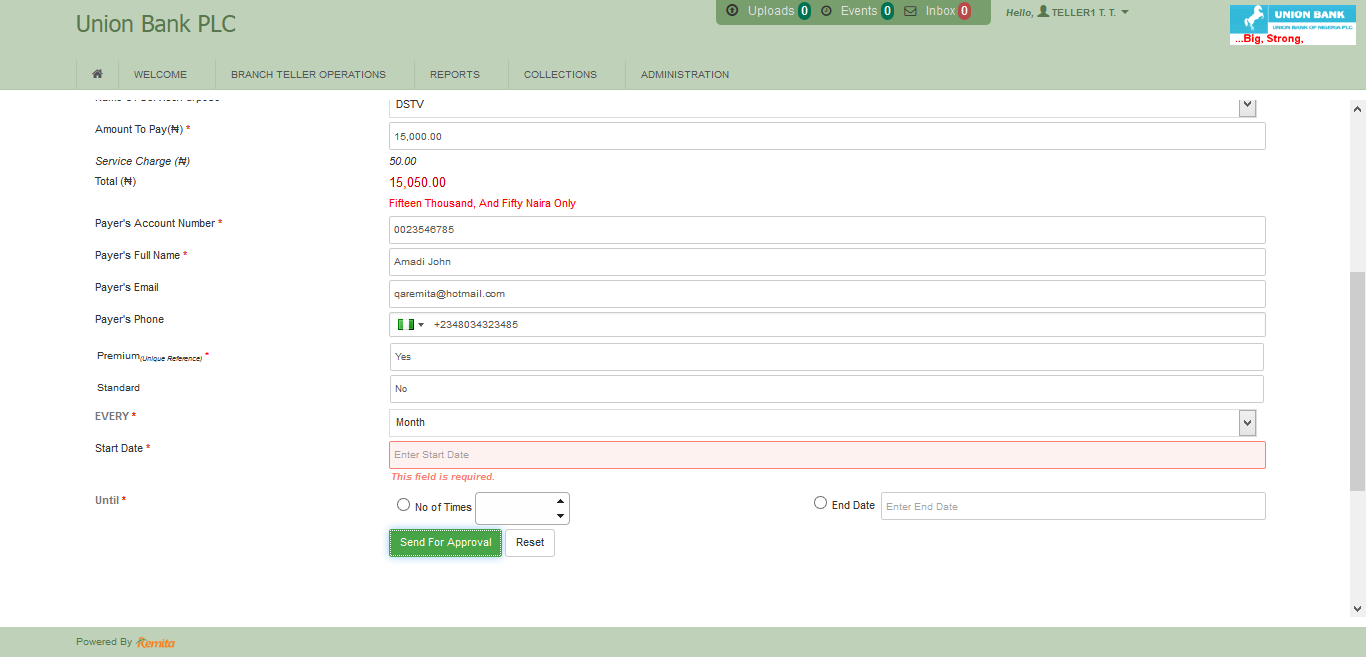 Union Bank PLC
Uploads 0 Events 0 Inbox 0
Hello, TELLER1 T. T.
UNION BANK
UNION BANK OF NIGERIA PLC
...Big, Strong,
WELCOME BRANCH TELLER OPERATIONS REPORTS COLLECTIONS ADMINISTRATION
DSTV
Amount To Pay(₦) * 15,000.00
Service Charge (₦) 50.00
Total (₦) 15,050.00
Fifteen Thousand, And Fifty Naira Only
Payer's Account Number * 0023546785
Payer's Full Name * Amadi John
Payer's Email qaremita@hotmail.com
Payer's Phone +2348034323485
Premium(Unique Reference) * Yes
Standard No
EVERY * Month
Start Date * Enter Start Date
This field is required.
Until * No of Times End Date Enter End Date
Send For Approval Reset
Powered By Remita